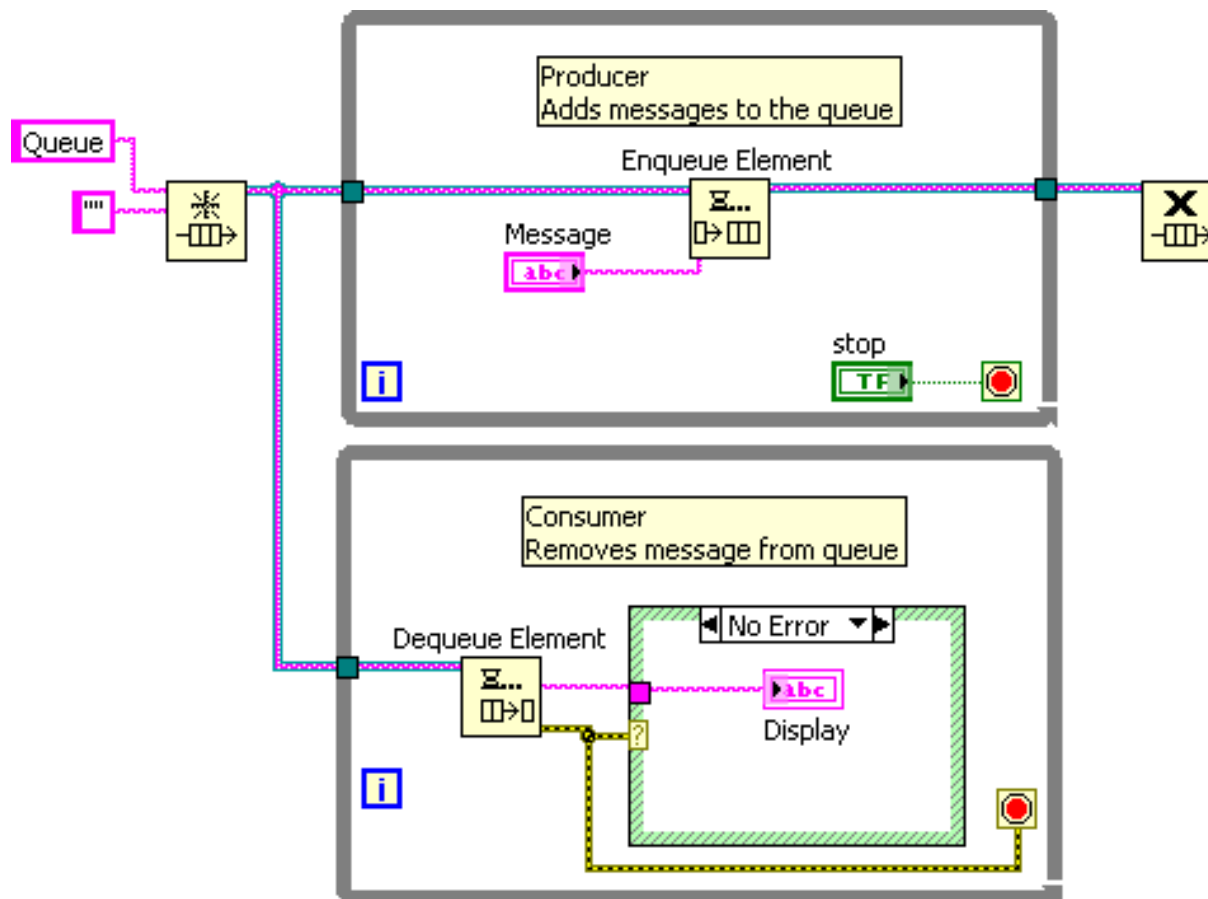 Producer
Adds messages to the queue
Queue
Enqueue Element
""
Message
abc
stop
TF
i
Consumer
Removes message from queue
No Error
Dequeue Element
abc
?
Display
i